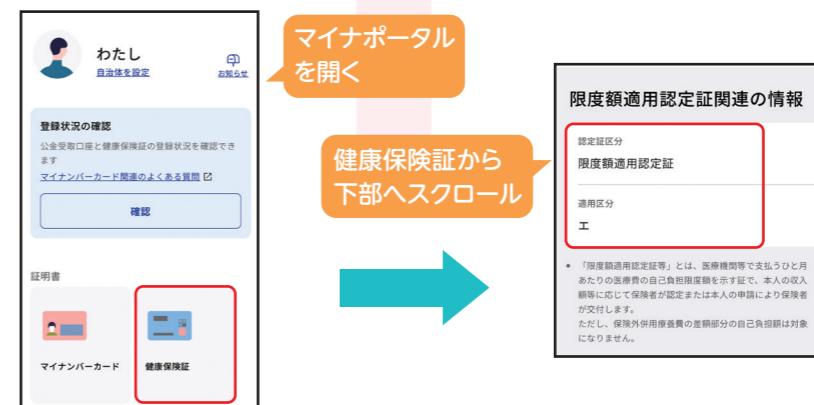 わたし
自治体を設定
お知らせ
登録状況の確認
公金受取口座と健康保険証の登録状況を確認でき
ます
マイナンバーカード関連のよくある質問
確認
証明書
マイナンバーカード
健康保険証
マイナポータル
を開く
健康保険証から
下部へスクロール
限度額適用認定証関連の情報
認定証区分
限度額適用認定証
適用区分
エ
• 「限度額適用認定証等」とは、医療機関等で支払うひと月
あたりの医療費の自己負担限度額を示す証で、本人の収入
額等に応じて保険者が認定または本人の申請により保険者
が交付します。
ただし、保険外併用療養費の差額部分の自己負担額は対象
になりません。